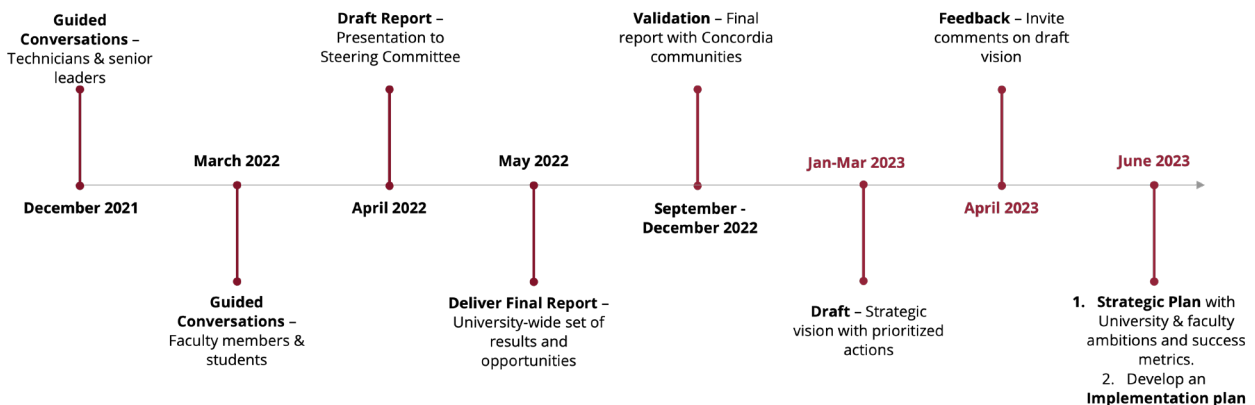 Guided
Conversations –
Technicians & senior
leaders
December 2021
March 2022
Guided
Conversations –
Faculty members &
students
Draft Report –
Presentation to
Steering Committee
April 2022
May 2022
Deliver Final Report –
University-wide set of
results and
opportunities
Validation – Final
report with Concordia
communities
September -
December 2022
Jan-Mar 2023
Draft – Strategic
vision with prioritized
actions
Feedback – Invite
comments on draft
vision
April 2023
June 2023
1. Strategic Plan with
University & faculty
ambitions and success
metrics.
2. Develop an
Implementation plan